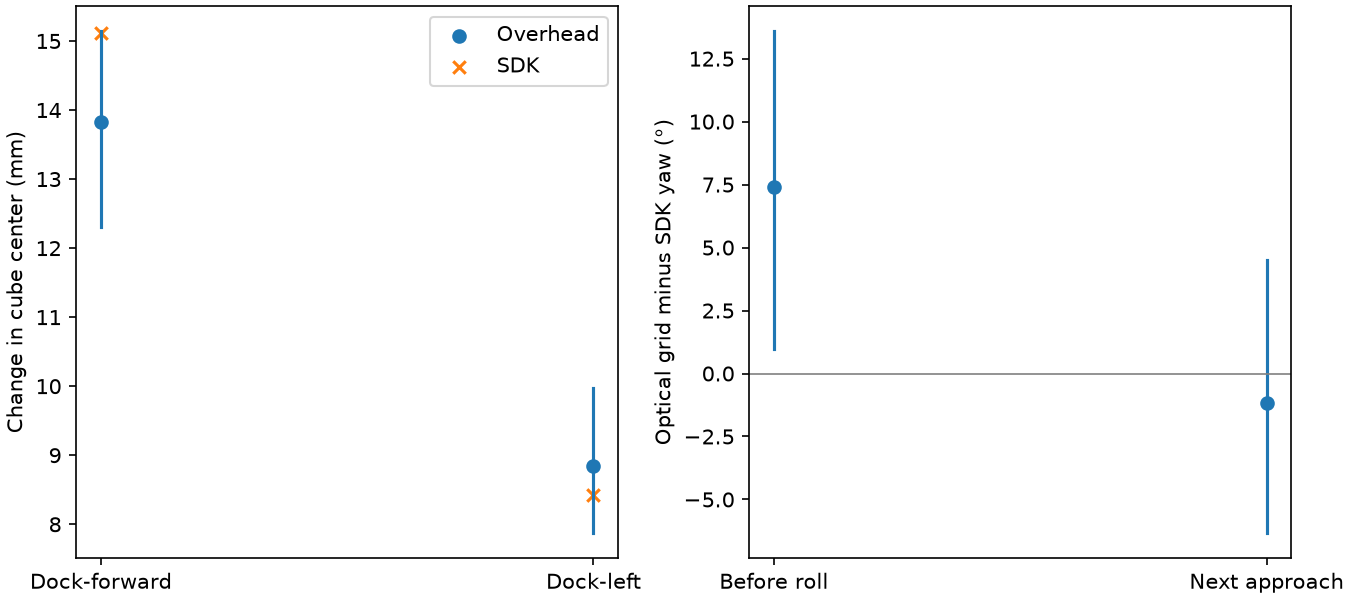 Change in cube center (mm)
15
14
13
12
11
10
9
8
Dock-forward
Dock-left
Overhead
SDK
Optical grid minus SDK yaw (°)
12.5
10.0
7.5
5.0
2.5
0.0
−2.5
−5.0
Before roll
Next approach